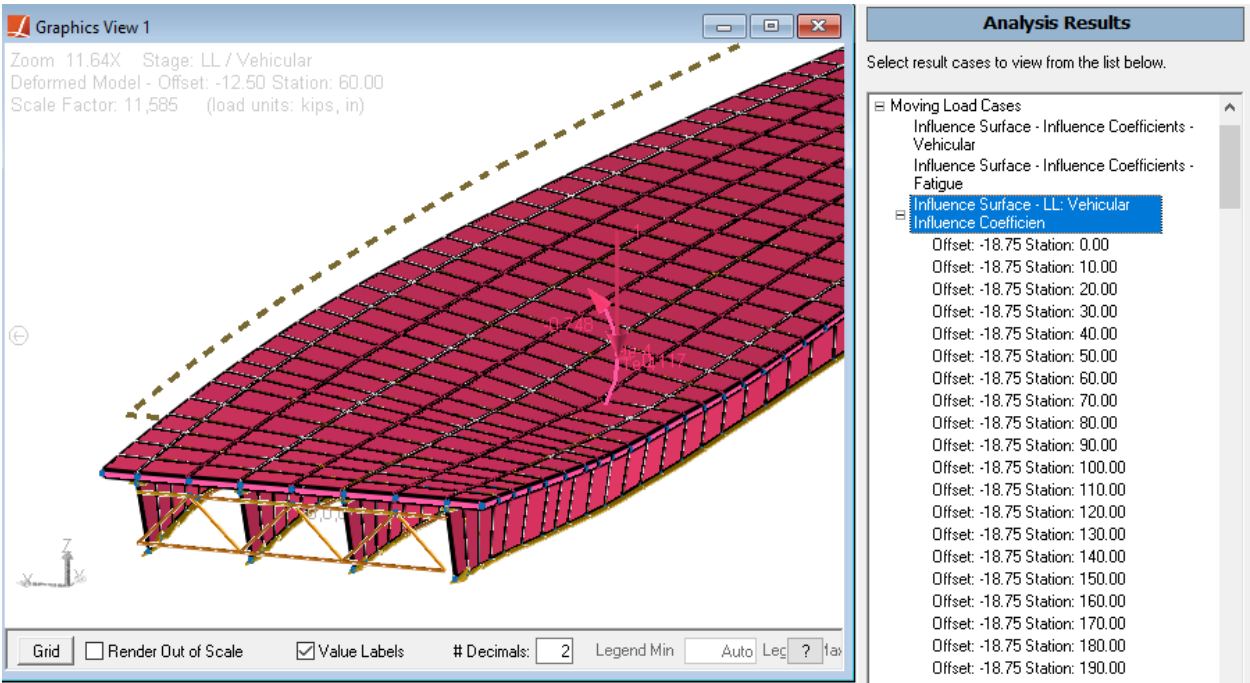 Graphics View 1
Zoom 11.64X Stage: LL / Vehicular
Deformed Model - Offset: -12.50 Station: 60.00
Scale Factor: 11,585 (load units: kips, in)
-0.748
Z
X
Grid
Render Out of Scale
Value Labels
# Decimals:
2
Legend Min
Auto
Leg
?
Max
Analysis Results
Select result cases to view from the list below.
Moving Load Cases
Influence Surface - Influence Coefficients -
Vehicular
Influence Surface - Influence Coefficients -
Fatigue
Influence Surface - LL: Vehicular
Influence Coefficien
Offset: -18.75 Station: 0.00
Offset: -18.75 Station: 10.00
Offset: -18.75 Station: 20.00
Offset: -18.75 Station: 30.00
Offset: -18.75 Station: 40.00
Offset: -18.75 Station: 50.00
Offset: -18.75 Station: 60.00
Offset: -18.75 Station: 70.00
Offset: -18.75 Station: 80.00
Offset: -18.75 Station: 90.00
Offset: -18.75 Station: 100.00
Offset: -18.75 Station: 110.00
Offset: -18.75 Station: 120.00
Offset: -18.75 Station: 130.00
Offset: -18.75 Station: 140.00
Offset: -18.75 Station: 150.00
Offset: -18.75 Station: 160.00
Offset: -18.75 Station: 170.00
Offset: -18.75 Station: 180.00
Offset: -18.75 Station: 190.00